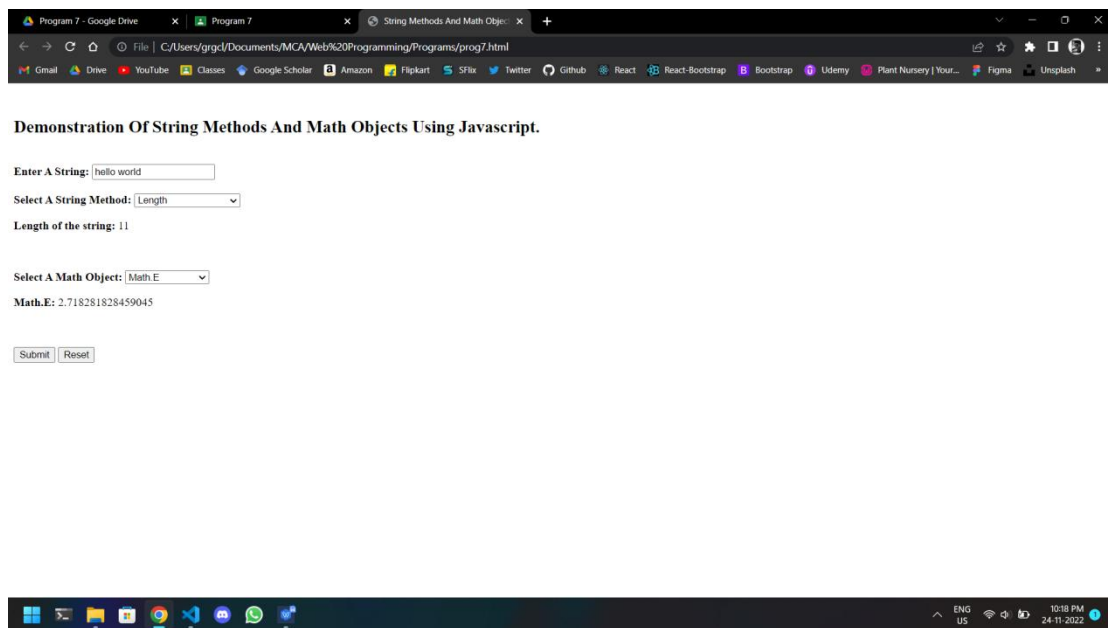 Program 7 - Google Drive Program 7 String Methods And Math Objec
File C:/Users/grgcl/Documents/MCA/Web%20Programming/Programs/prog7.html
Gmail Drive YouTube Classes Google Scholar Amazon Flipkart SFlix Twitter Github React React-Bootstrap Bootstrap Udemy Plant Nursery | Your... Figma Unsplash »
Demonstration Of String Methods And Math Objects Using Javascript.
Enter A String: hello world
Select A String Method: Length
Length of the string: 11
Select A Math Object: Math.E
Math.E: 2.718281828459045
Submit Reset
ENG 10:18 PM
US 24-11-2022 1